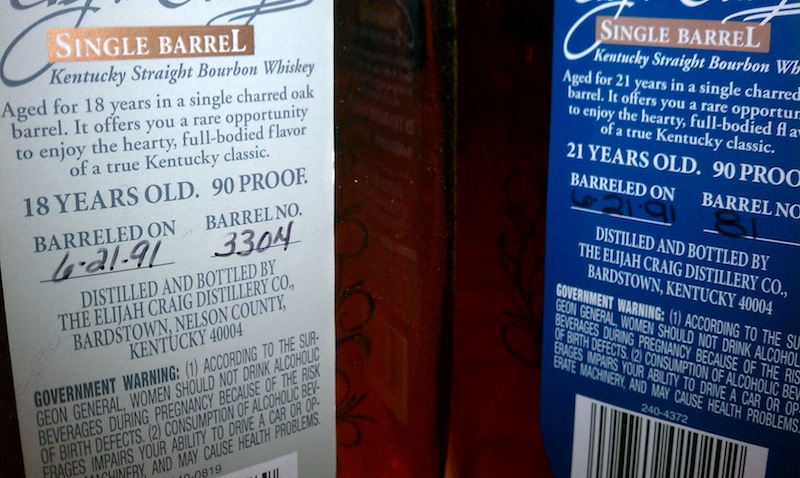 SINGLE BARREL
Kentucky Straight Bourbon Whiskey
Aged for 18 years in a single charred oak
barrel. It offers you a rare opportunity
to enjoy the hearty, full-bodied flavor
of a true Kentucky classic.
18 YEARS OLD. 90 PROOF.
BARRELED ON BARREL NO.
6-21-91 3304
DISTILLED AND BOTTLED BY
THE ELIJAH CRAIG DISTILLERY CO.,
BARDSTOWN, NELSON COUNTY,
KENTUCKY 40004
GOVERNMENT WARNING: (1) ACCORDING TO THE SUR-
GEON GENERAL, WOMEN SHOULD NOT DRINK ALCOHOLIC
BEVERAGES DURING PREGNANCY BECAUSE OF THE RISK
OF BIRTH DEFECTS. (2) CONSUMPTION OF ALCOHOLIC BEV-
ERAGES IMPAIRS YOUR ABILITY TO DRIVE A CAR OR OP-
MACHINERY, AND MAY CAUSE HEALTH PROBLEMS.
0-0819
SINGLE BARREL
Kentucky Straight Bourbon Wh
Aged for 21 years in a single charred
barrel. It offers you a rare opportun
to enjoy the hearty, full-bodied flav
of a true Kentucky classic.
21 YEARS OLD. 90 PROO
BARRELED ON BARREL NO
6-21-91 81
DISTILLED AND BOTTLED BY
THE ELIJAH CRAIG DISTILLERY CO.,
BARDSTOWN, KENTUCKY 40004
GOVERNMENT WARNING: (1) ACCORDING TO THE SU
GEON GENERAL, WOMEN SHOULD NOT DRINK ALCOHOL
BEVERAGES DURING PREGNANCY BECAUSE OF THE RIS
OF BIRTH DEFECTS. (2) CONSUMPTION OF ALCOHOLIC BEV
ERAGES IMPAIRS YOUR ABILITY TO DRIVE A CAR OR OP
ERATE MACHINERY, AND MAY CAUSE HEALTH PROBLEMS.
240-4372